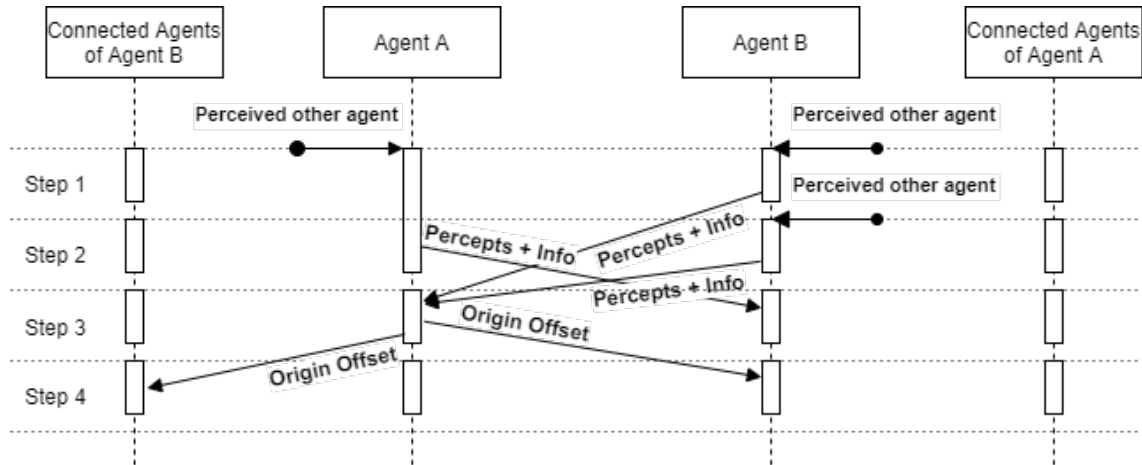 Connected Agents
of Agent B
Agent A
Agent B
Connected Agents
of Agent A
Perceived other agent
Perceived other agent
Step 1
Perceived other agent
Percepts + Info
Percepts + Info
Step 2
Percepts + Info
Origin Offset
Step 3
Origin Offset
Step 4